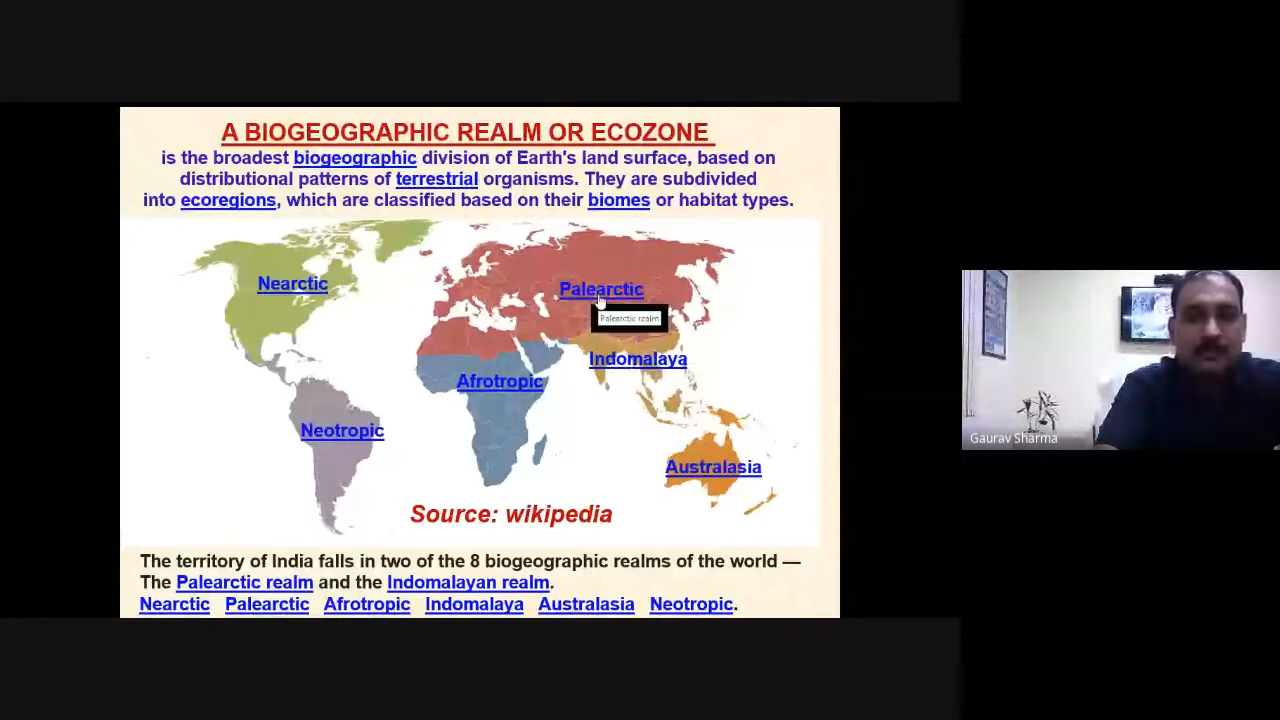 A BIOGEOGRAPHIC REALM OR ECOZONE
is the broadest biogeographic division of Earth's land surface, based on
distributional patterns of terrestrial organisms. They are subdivided
into ecoregions, which are classified based on their biomes or habitat types.
Nearctic
Palearctic
Palearctic realm
Indomalaya
Afrotropic
Neotropic
Australasia
Source: wikipedia
The territory of India falls in two of the 8 biogeographic realms of the world —
The Palearctic realm and the Indomalayan realm.
Nearctic Palearctic Afrotropic Indomalaya Australasia Neotropic.
Gaurav Sharma